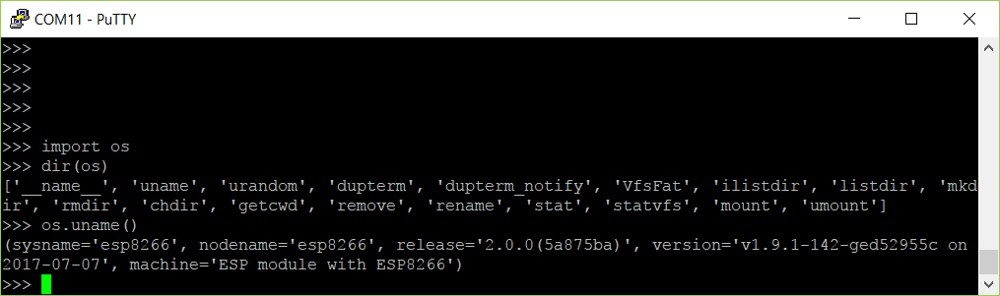 COM11 - PuTTY
>>>
>>>
>>>
>>>
>>>
>>> import os
>>> dir(os)
['__name__', 'uname', 'urandom', 'dupterm', 'dupterm_notify', 'VfsFat', 'ilistdir', 'listdir', 'mkd
ir', 'rmdir', 'chdir', 'getcwd', 'remove', 'rename', 'stat', 'statvfs', 'mount', 'umount']
>>> os.uname()
(sysname='esp8266', nodename='esp8266', release='2.0.0(5a875ba)', version='v1.9.1-142-ged52955c on
2017-07-07', machine='ESP module with ESP8266')
>>>